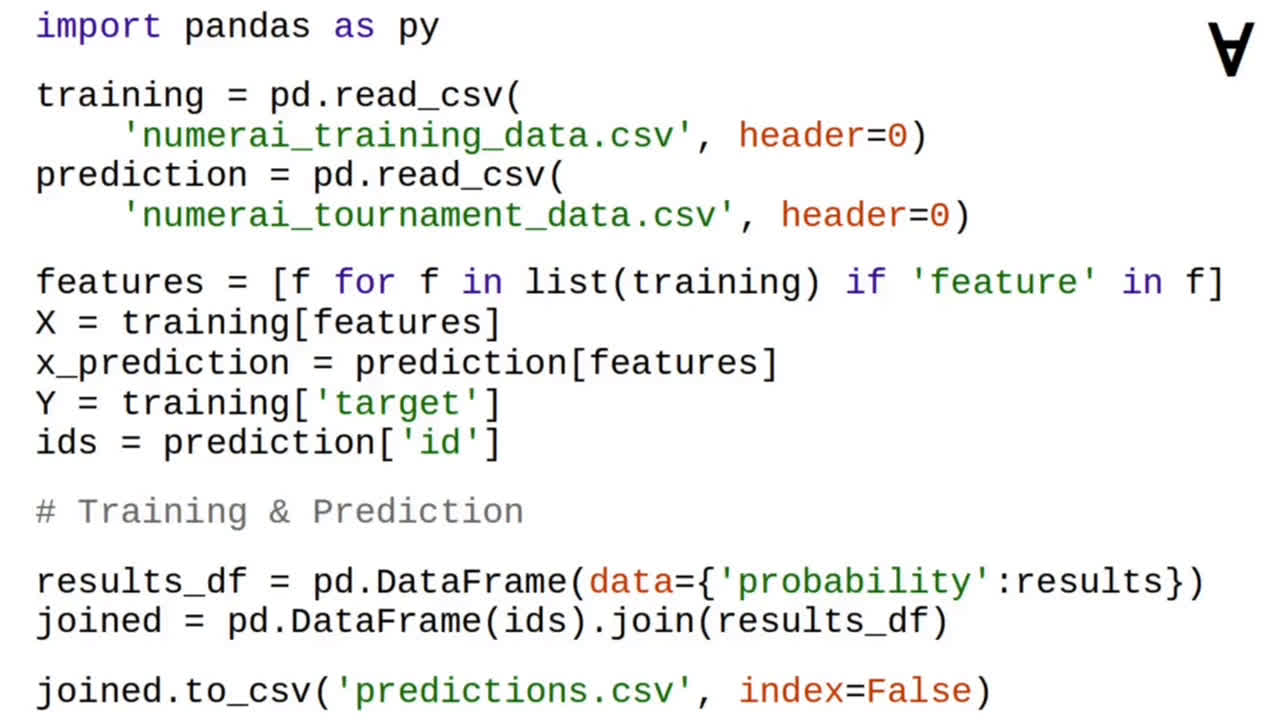 import pandas as py
∀
training = pd.read_csv(
    'numerai_training_data.csv', header=0)
prediction = pd.read_csv(
    'numerai_tournament_data.csv', header=0)
features = [f for f in list(training) if 'feature' in f]
X = training[features]
x_prediction = prediction[features]
Y = training['target']
ids = prediction['id']
# Training & Prediction
results_df = pd.DataFrame(data={'probability':results})
joined = pd.DataFrame(ids).join(results_df)
joined.to_csv('predictions.csv', index=False)